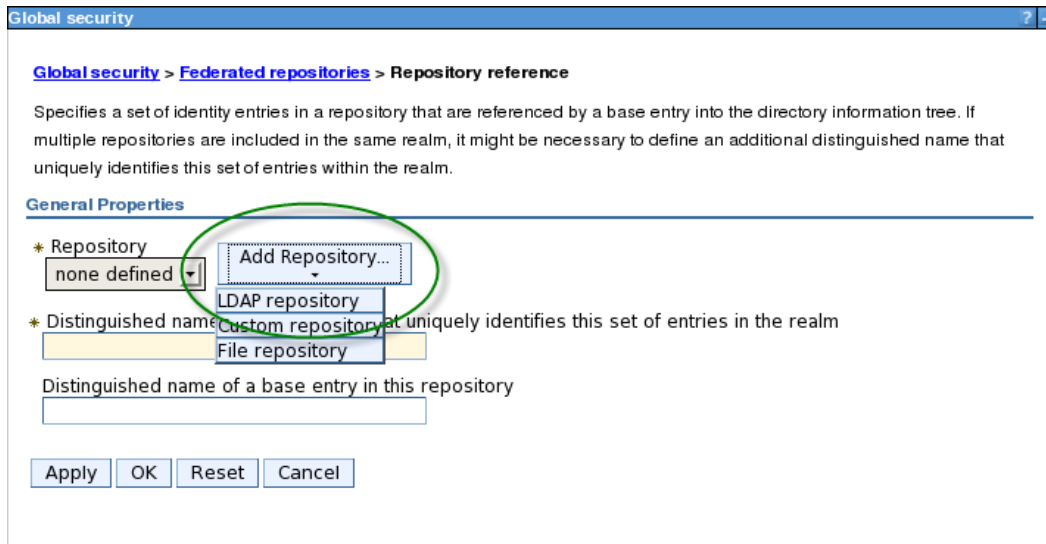 Global security
?
Global security > Federated repositories > Repository reference
Specifies a set of identity entries in a repository that are referenced by a base entry into the directory information tree. If
multiple repositories are included in the same realm, it might be necessary to define an additional distinguished name that
uniquely identifies this set of entries within the realm.
General Properties
* Repository
none defined
Add Repository...
LDAP repository
Custom repository
File repository
* Distinguished name at uniquely identifies this set of entries in the realm
Distinguished name of a base entry in this repository
Apply OK Reset Cancel